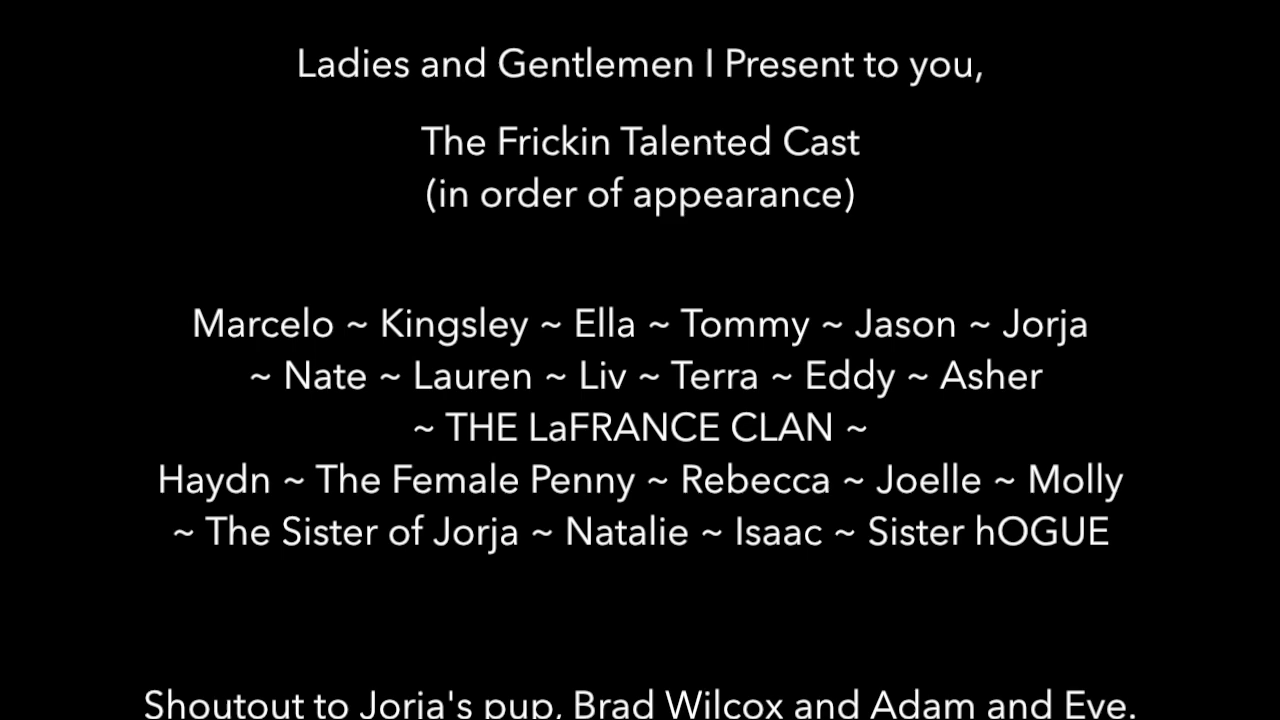 Ladies and Gentlemen I Present to you,
The Frickin Talented Cast
(in order of appearance)
Marcelo ~ Kingsley ~ Ella ~ Tommy ~ Jason ~ Jorja
~ Nate ~ Lauren ~ Liv ~ Terra ~ Eddy ~ Asher
~ THE LaFRANCE CLAN ~
Haydn ~ The Female Penny ~ Rebecca ~ Joelle ~ Molly
~ The Sister of Jorja ~ Natalie ~ Isaac ~ Sister hOGUE
Shoutout to Jorja's pup, Brad Wilcox and Adam and Eve.